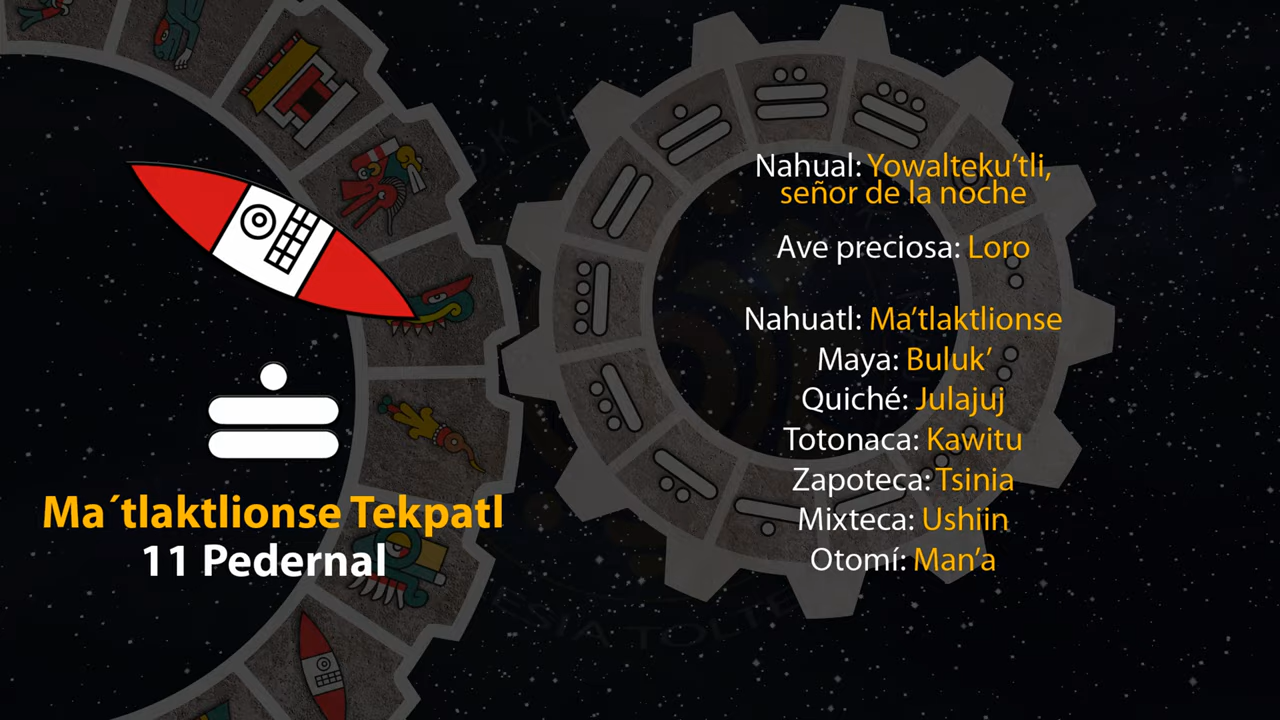 Nahual: Yowalteku’tli,
señor de la noche
Ave preciosa: Loro
Nahuatl: Ma’tlaktlionse
Maya: Buluk’
Quiché: Julajuj
Totonaca: Kawitu
Zapoteca: Tsinia
Mixteca: Ushiin
Otomí: Man’a
Ma´tlaktlionse Tekpatl
11 Pedernal